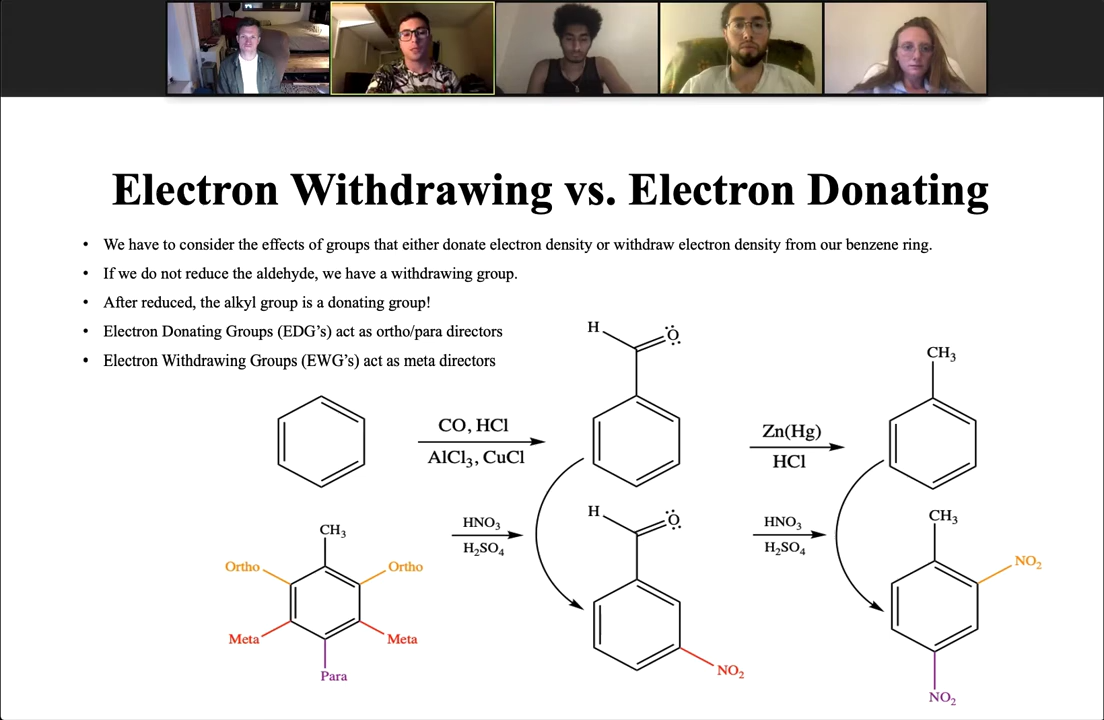 Electron Withdrawing vs. Electron Donating
• We have to consider the effects of groups that either donate electron density or withdraw electron density from our benzene ring.
• If we do not reduce the aldehyde, we have a withdrawing group.
• After reduced, the alkyl group is a donating group!
• Electron Donating Groups (EDG’s) act as ortho/para directors
• Electron Withdrawing Groups (EWG’s) act as meta directors
H
O
CH₃
CO, HCl
AlCl₃, CuCl
Zn(Hg)
HCl
CH₃
Ortho
Ortho
Meta
Meta
Para
HNO₃
H₂SO₄
H
O
NO₂
HNO₃
H₂SO₄
CH₃
NO₂
NO₂